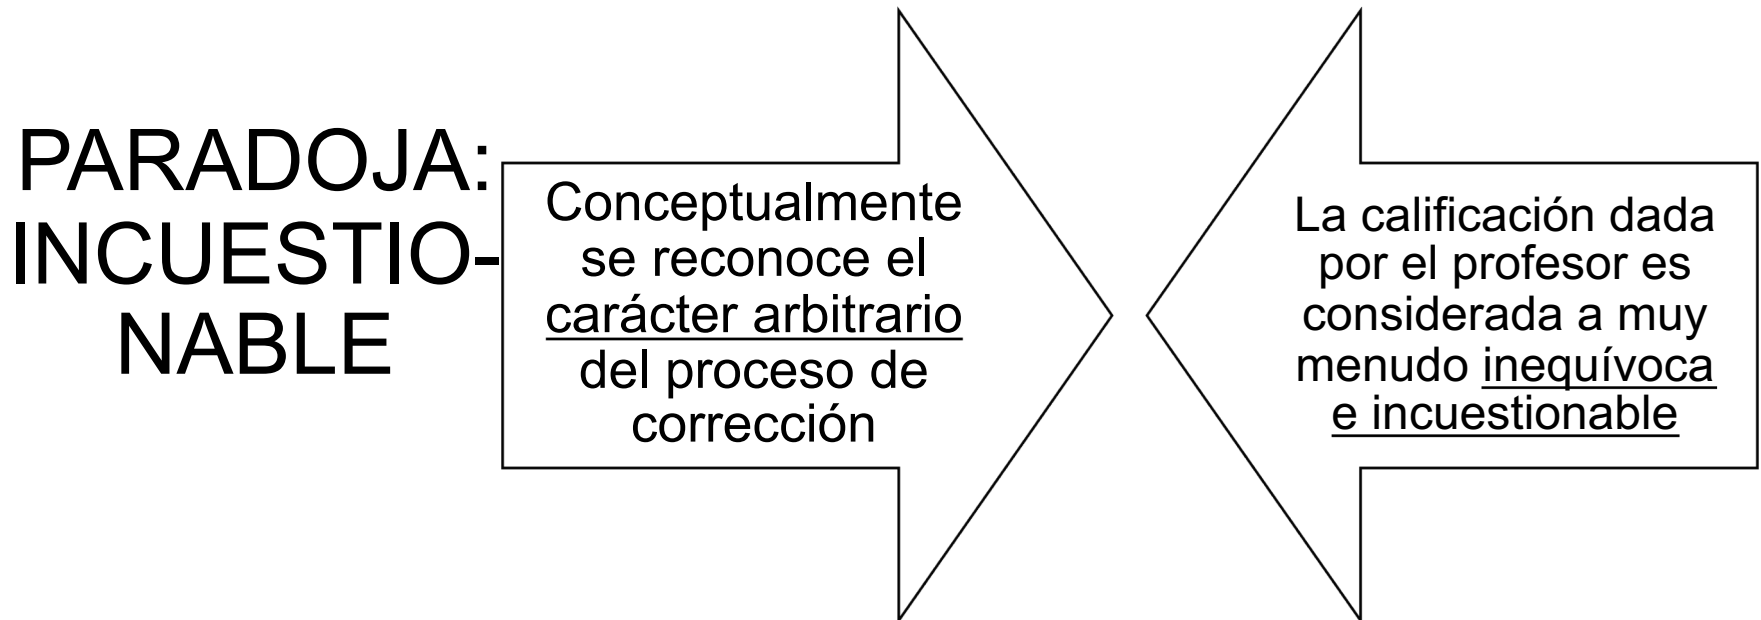 PARADOJA:
INCUESTIO-
NABLE
Conceptualmente
se reconoce el
carácter arbitrario
del proceso de
corrección
La calificación dada
por el profesor es
considerada a muy
menudo inequívoca
e incuestionable